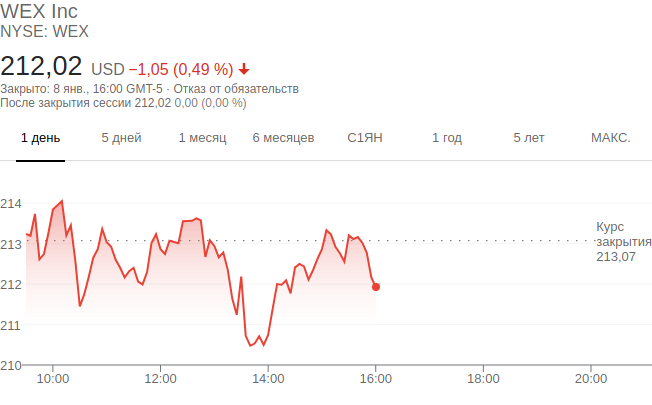 WEX Inc
NYSE: WEX
212,02 USD −1,05 (0,49 %)
Закрыто: 8 янв., 16:00 GMT-5 · Отказ от обязательств
После закрытия сессии 212,02 0,00 (0,00 %)
1 день 5 дней 1 месяц 6 месяцев С1ЯН 1 год 5 лет МАКС.
214
Курс
213 закрытия
213,07
212
211
210
10:00 12:00 14:00 16:00 18:00 20:00